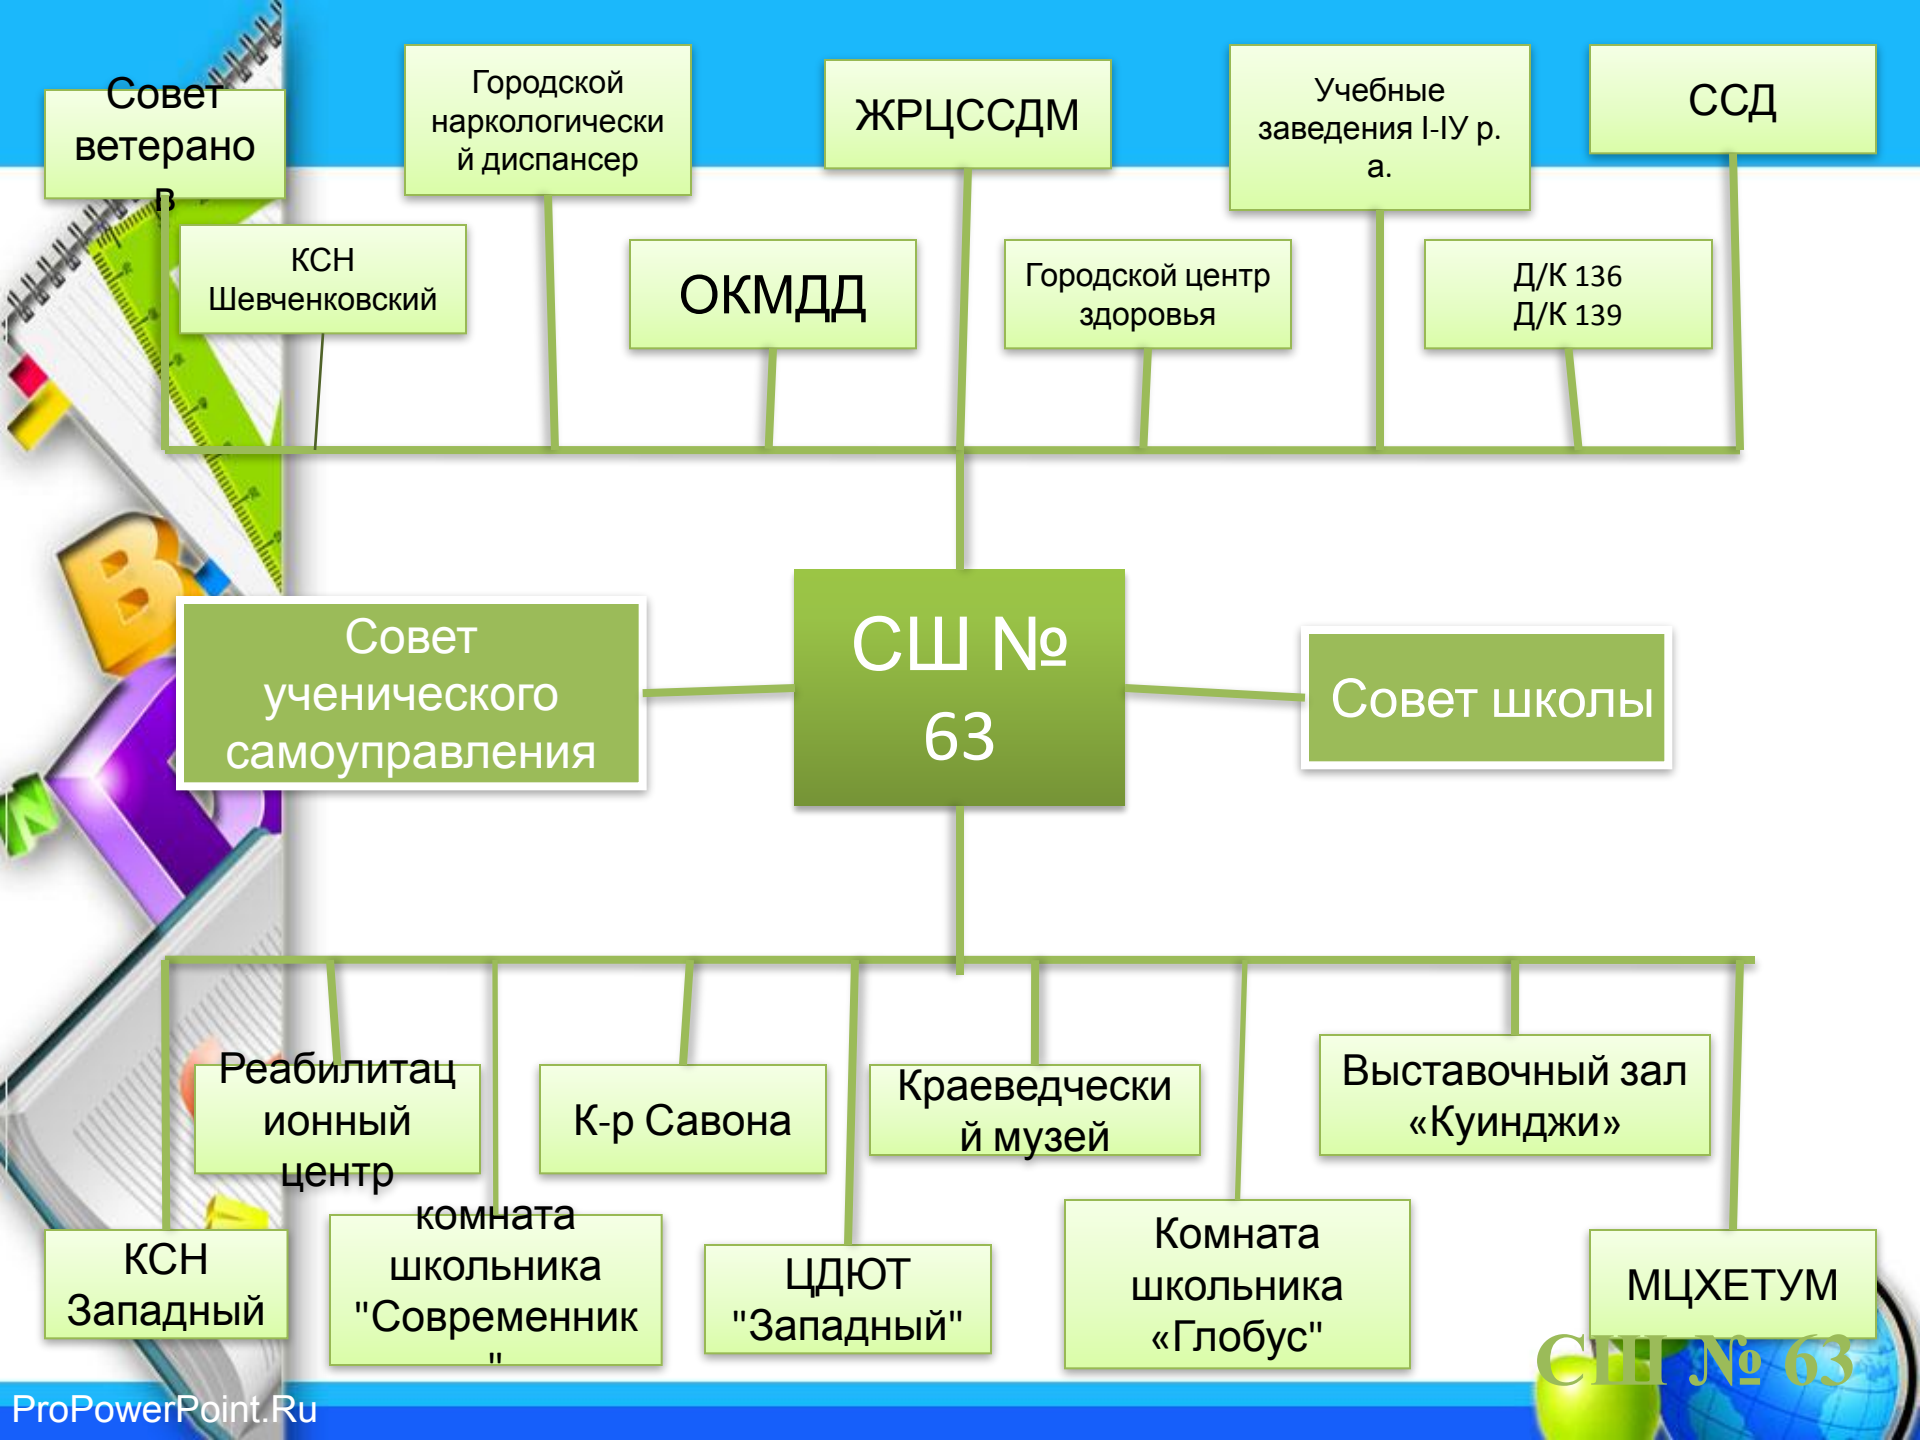 Совет
ветерано
в
Городской
наркологически
й диспансер
ЖРЦССДМ
Учебные
заведения I-IУ р.
а.
ССД
КСН
Шевченковский
ОКМДД
Городской центр
здоровья
Д/К 136
Д/К 139
Совет
ученического
самоуправления
СШ №
63
Совет школы
Реабилитац
ионный
центр
К-р Савона
Краеведчески
й музей
Выставочный зал
«Куинджи»
КСН
Западный
комната
школьника
"Современник
"
ЦДЮТ
"Западный"
Комната
школьника
«Глобус"
МЦХЕТУМ
СШ № 63
ProPowerPoint.Ru